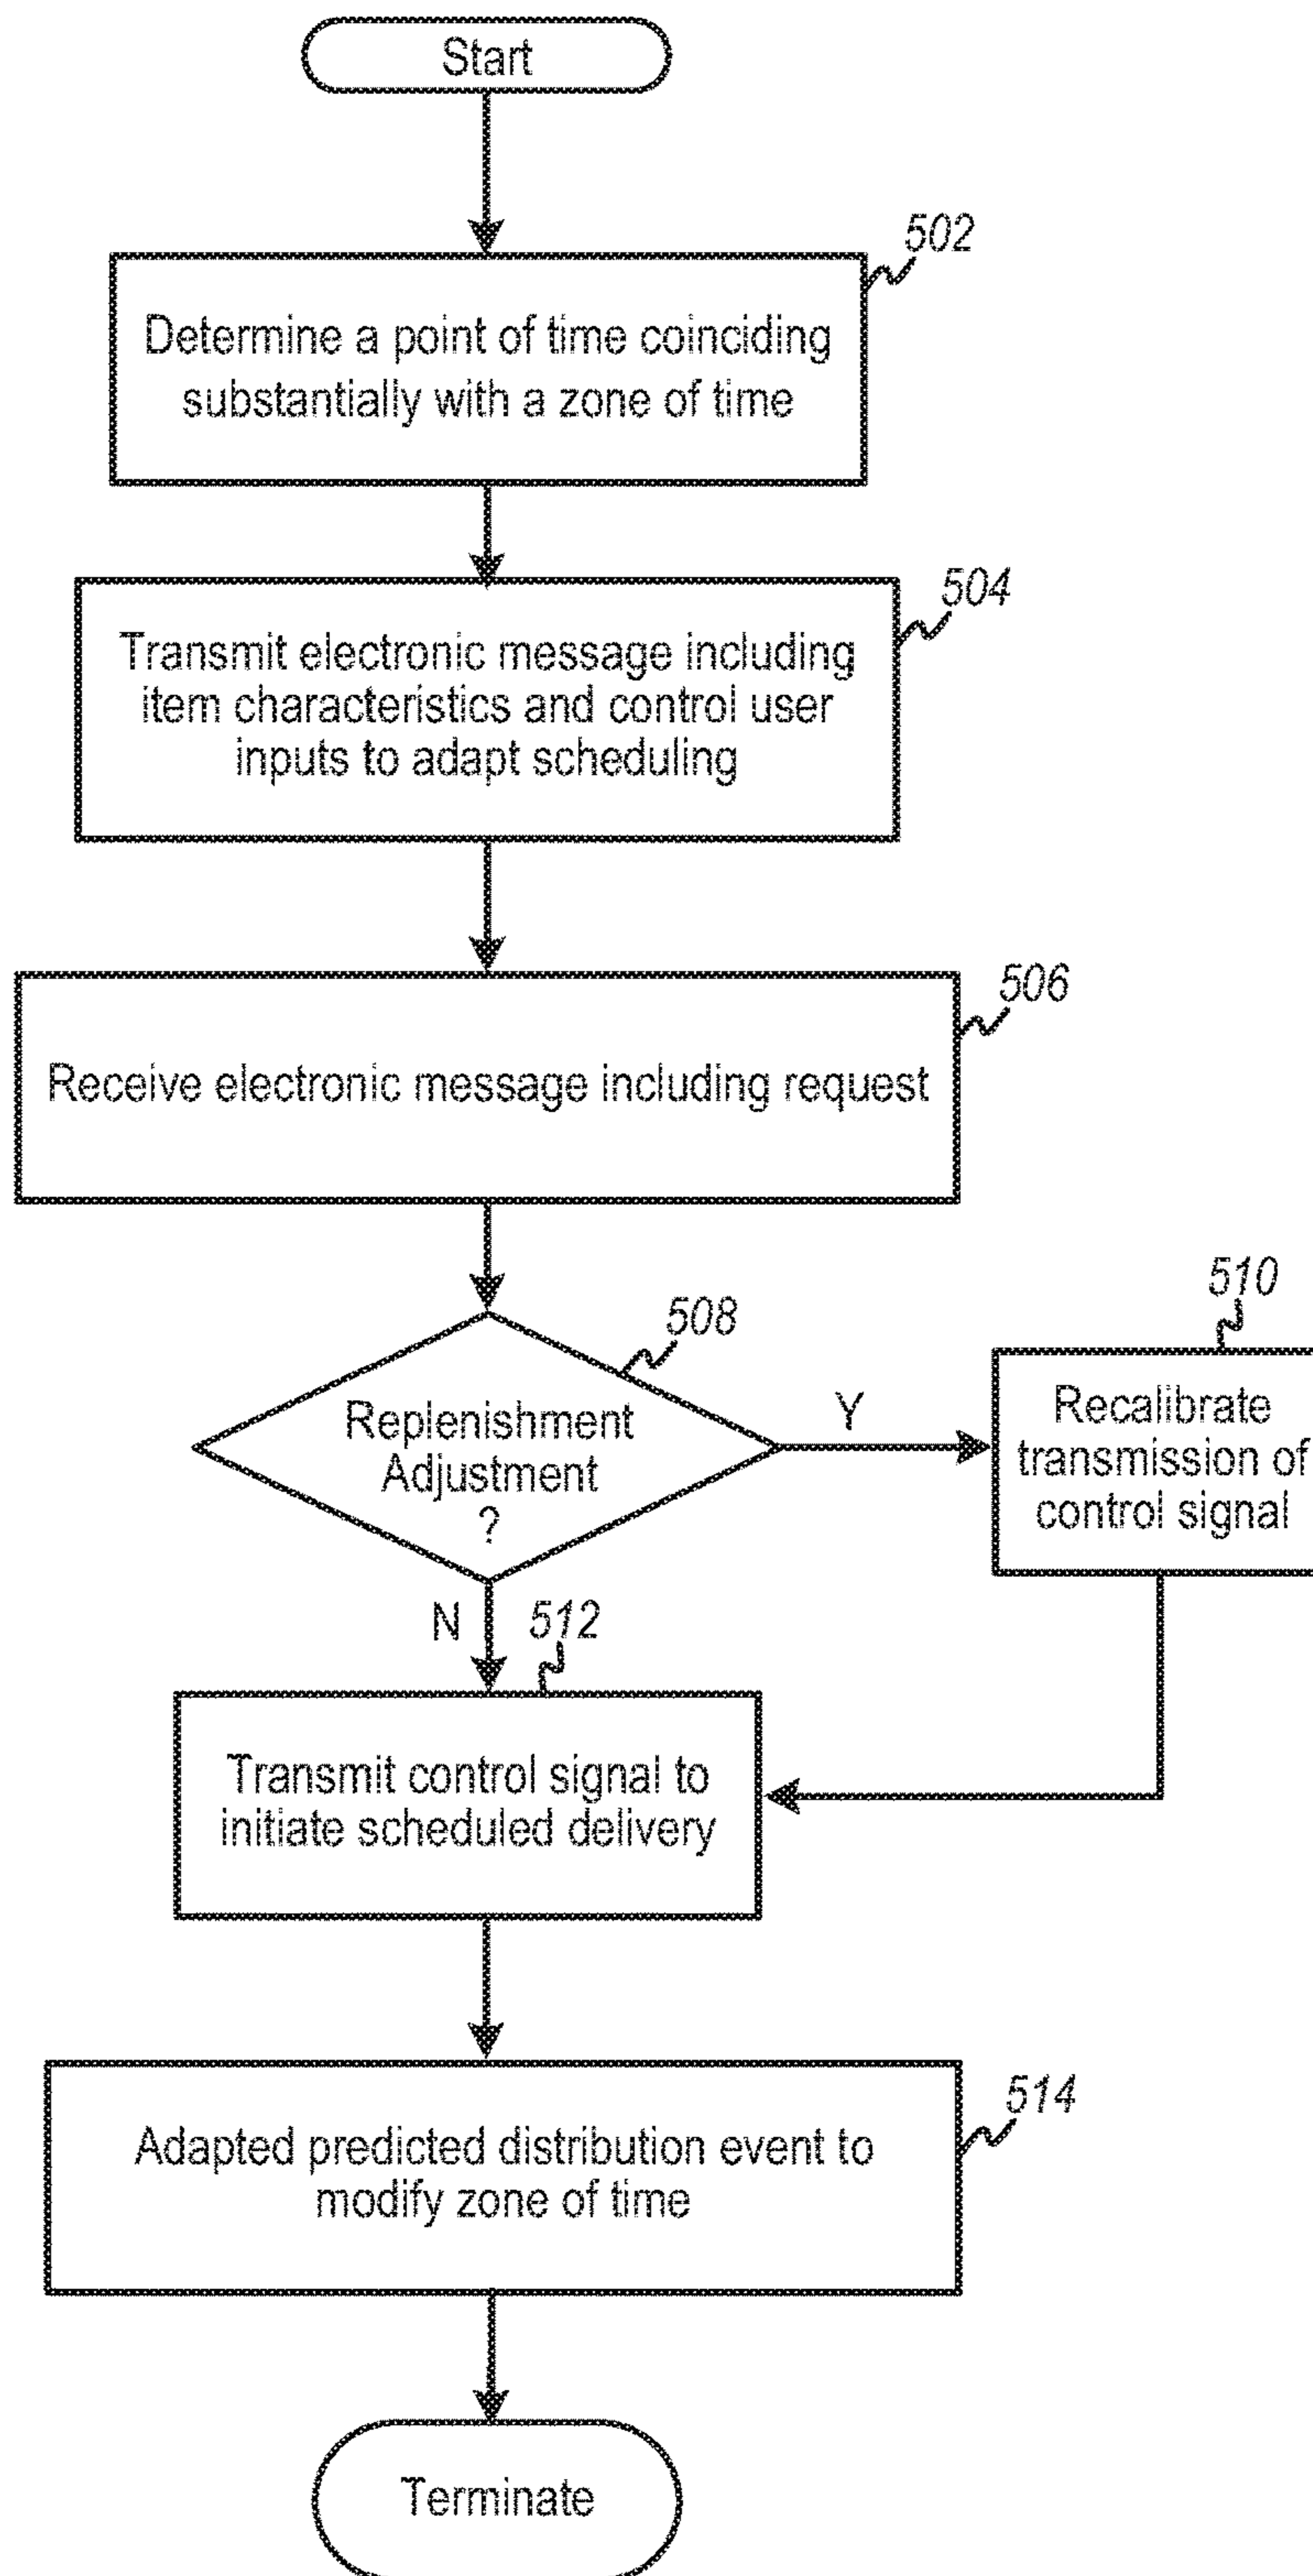 Start
502
Determine a point of time coinciding
substantially with a zone of time
504
Transmit electronic message including
item characteristics and control user
inputs to adapt scheduling
506
Receive electronic message including request
508
Replenishment
Adjustment
?
Y
510
Recalibrate
transmission of
control signal
N
512
Transmit control signal to
initiate scheduled delivery
514
Adapted predicted distribution event to
modify zone of time
Terminate